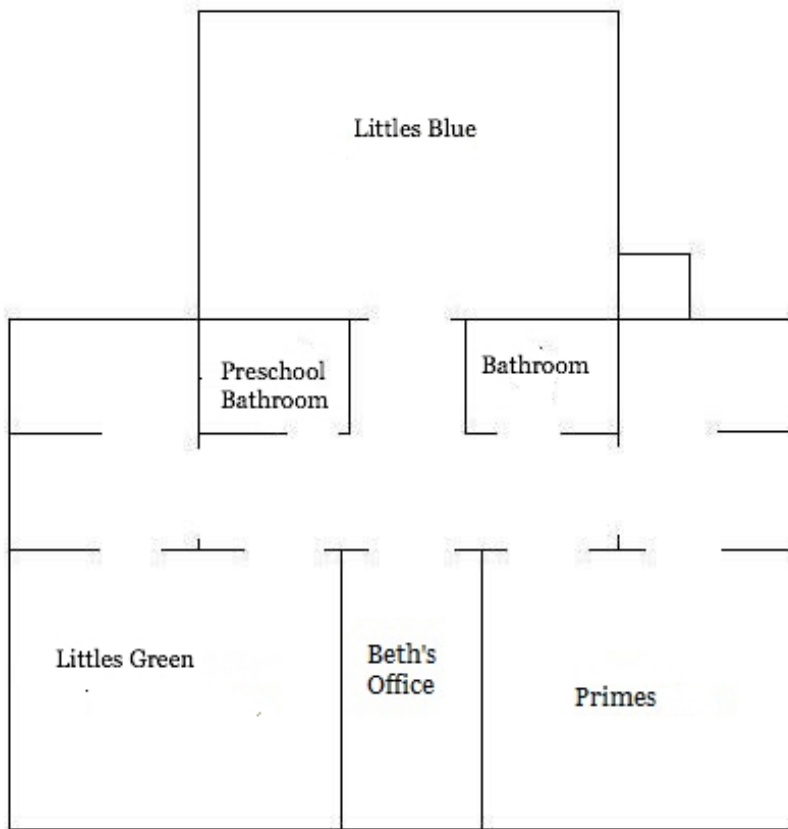 Littles Blue
Preschool
Bathroom
Bathroom
Littles Green
Beth's
Office
Primes